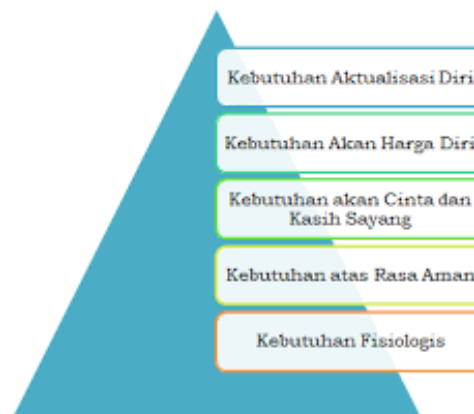 Kebutuhan Aktualisasi Diri
Kebutuhan Akan Harga Diri
Kebutuhan akan Cinta dan
Kasih Sayang
Kebutuhan atas Rasa Aman
Kebutuhan Fisiologis